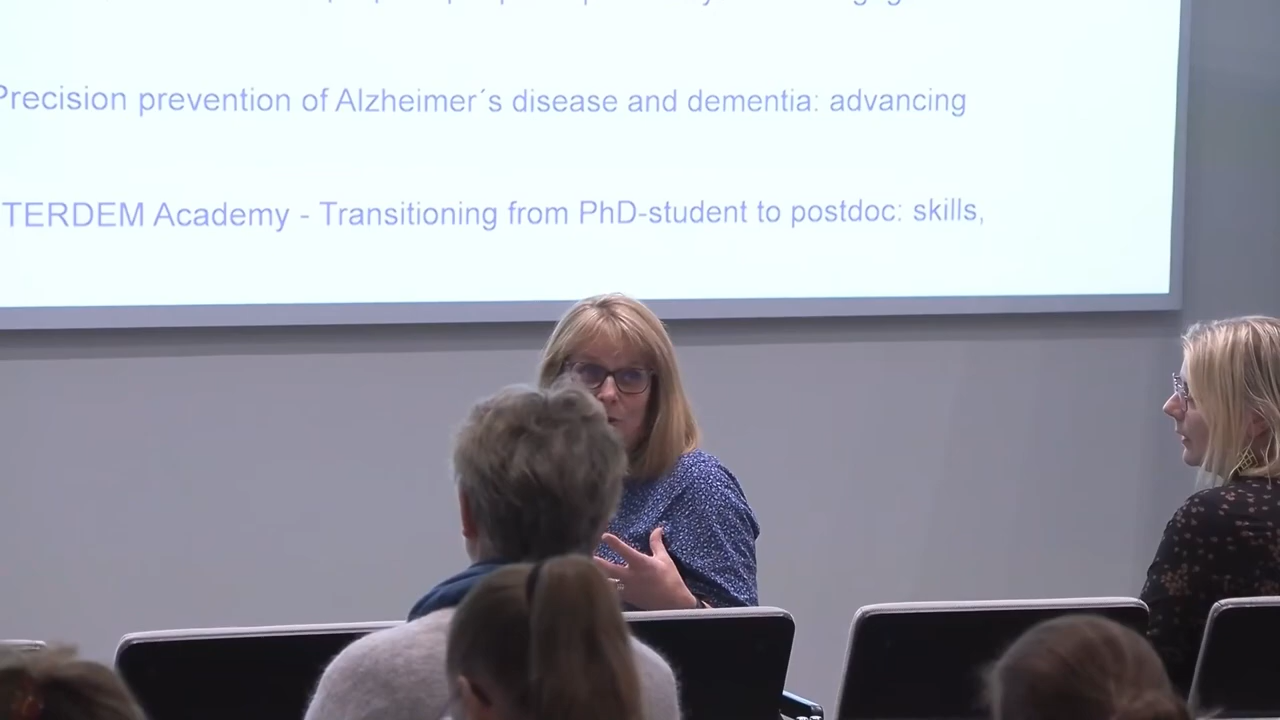 Precision prevention of Alzheimer´s disease and dementia: advancing
TERDEM Academy - Transitioning from PhD-student to postdoc: skills,